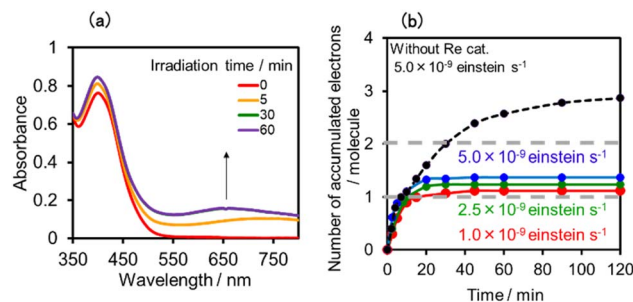 (a)
Irradiation time / min
0
5
30
60
Absorbance
1
0.8
0.6
0.4
0.2
0
350
450
550
650
750
Wavelength / nm
(b)
Without Re cat.
5.0×10⁻⁹ einstein s⁻¹
Number of accumulated electrons
/ molecule
4
3
2
1
0
5.0×10⁻⁹ einstein s⁻¹
2.5×10⁻⁹ einstein s⁻¹
1.0×10⁻⁹ einstein s⁻¹
0
20
40
60
80
100
120
Time / min